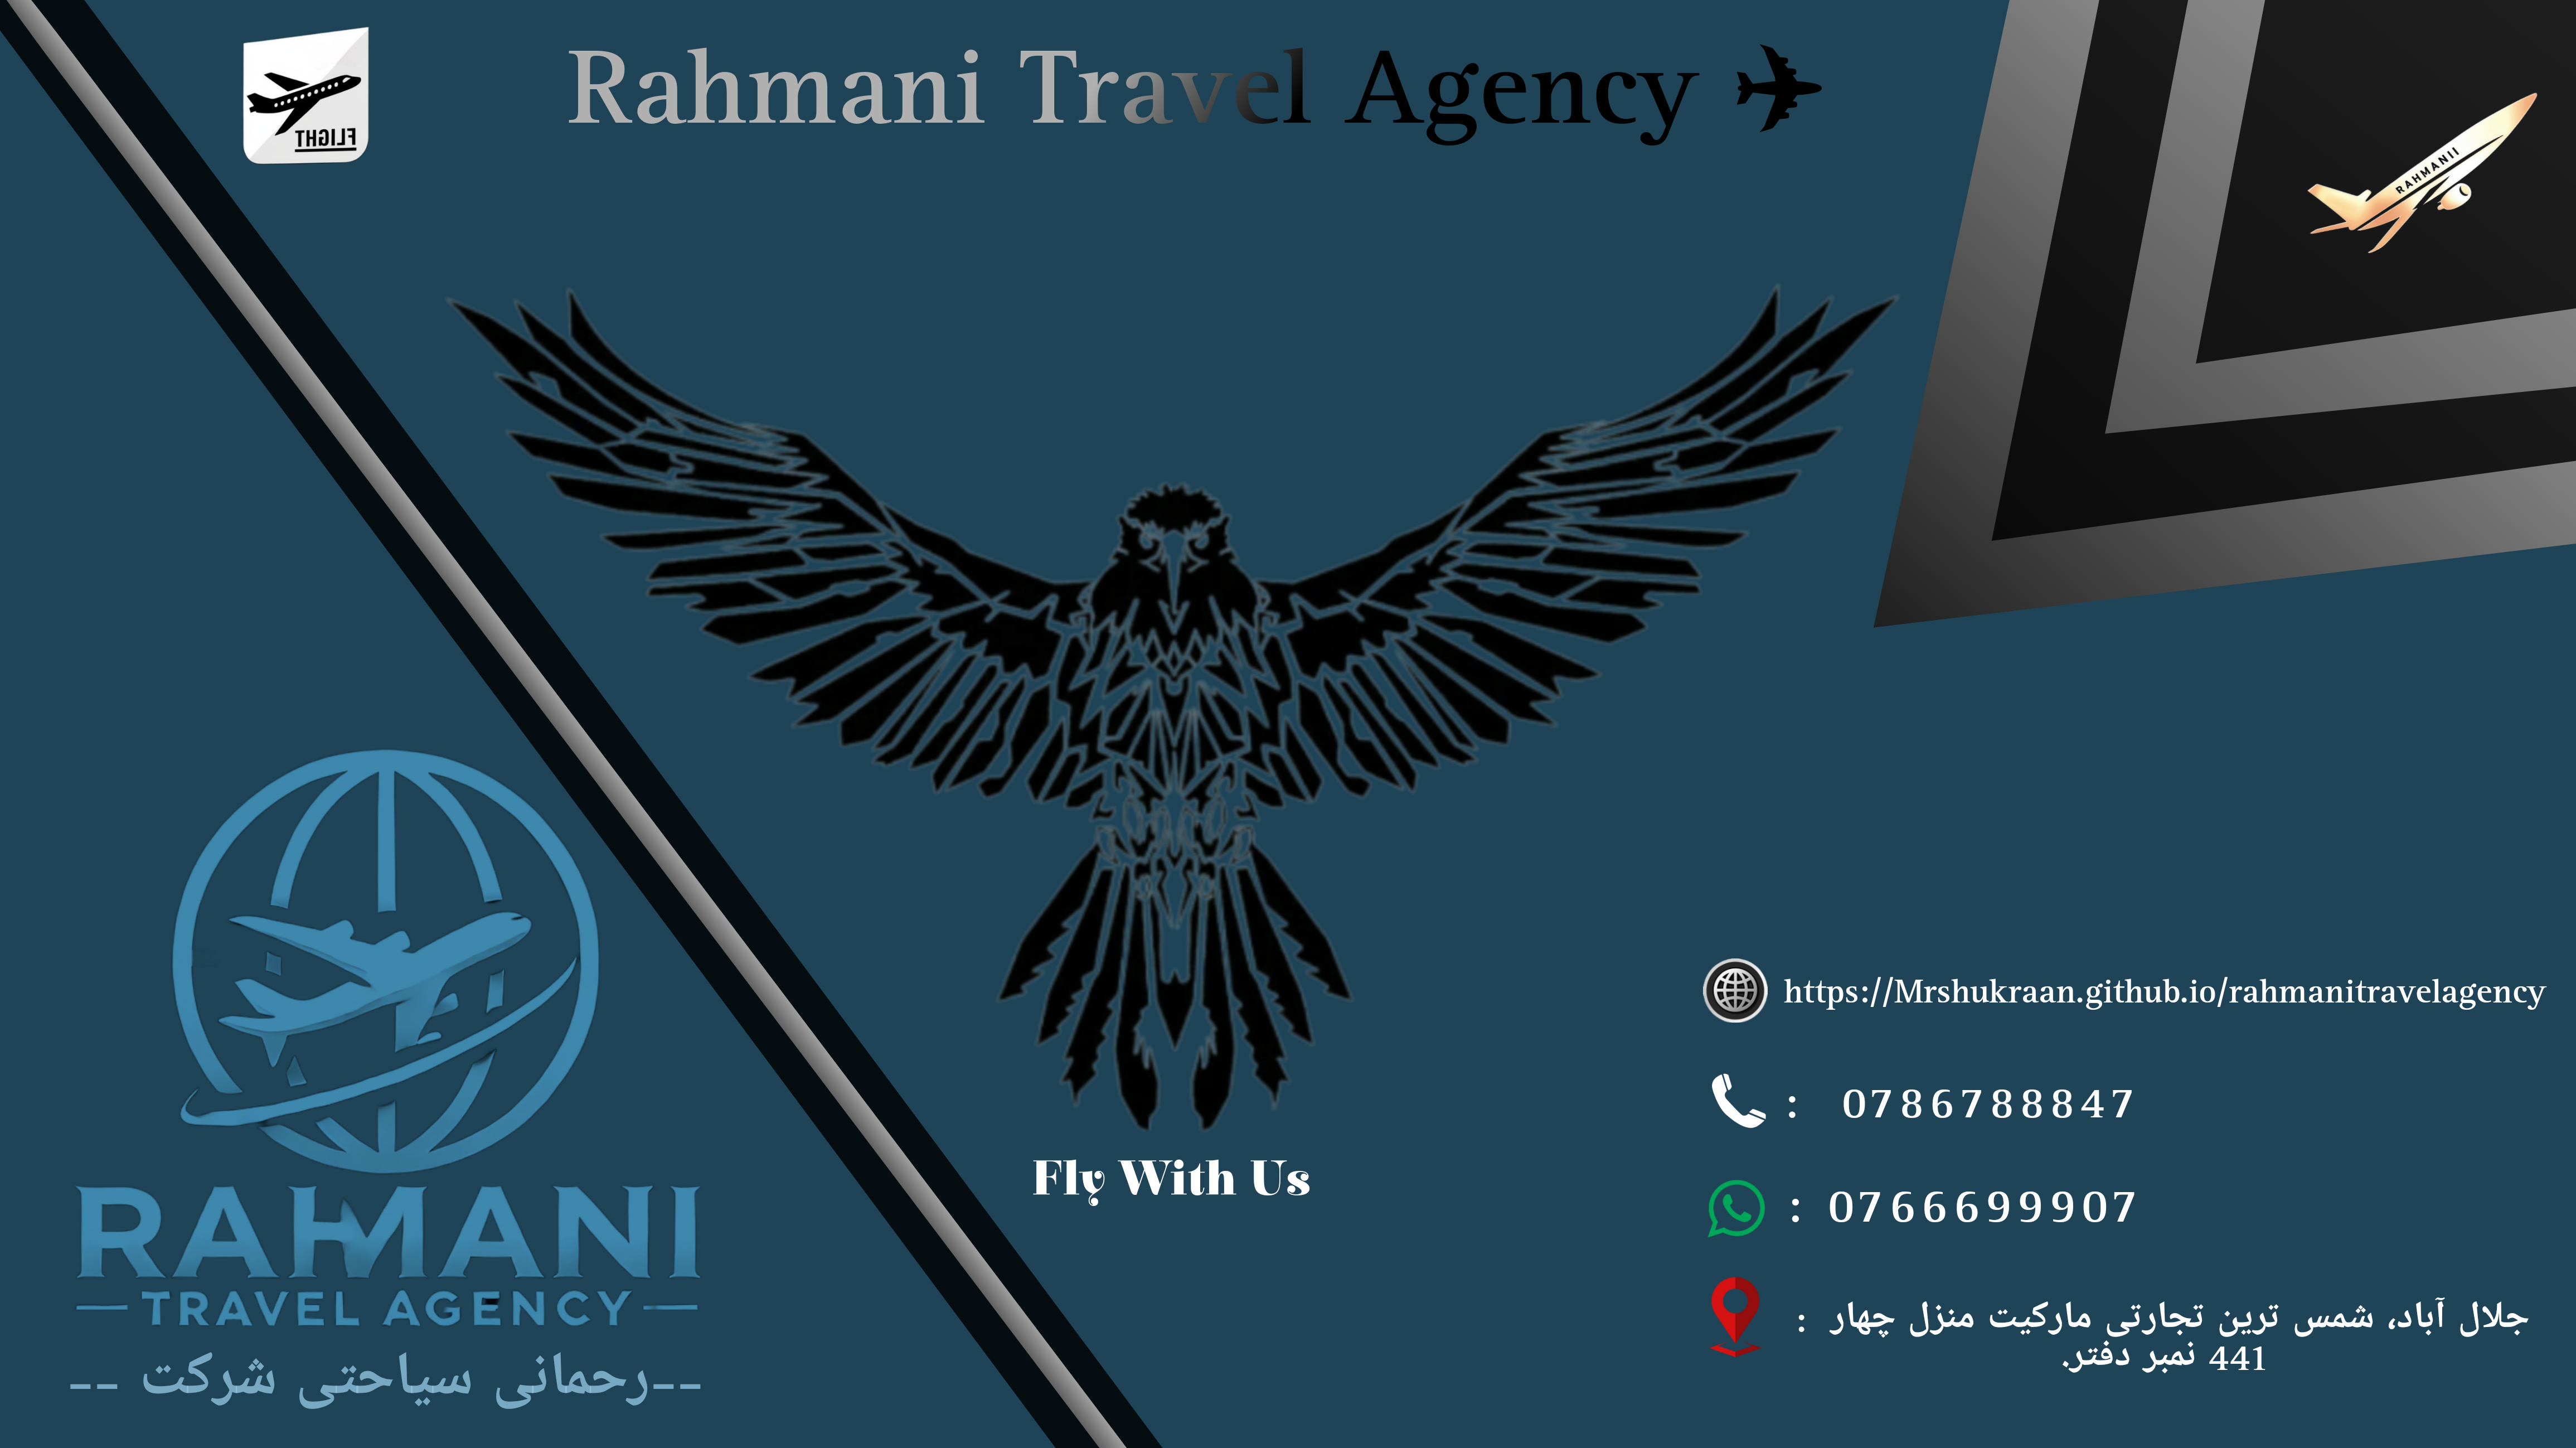 Rahmani Travel Agency
FLIGHT
RAHMANII
https://Mrshukraan.github.io/rahmanitravelagency
: 0786788847
: 0766699907
: جلال آباد، شمس ترین تجارتی مارکیت منزل چهار
441 نمبر دفتر.
Fly With Us
RAHMANI
TRAVEL AGENCY
--رحمانی سیاحتی شرکت --